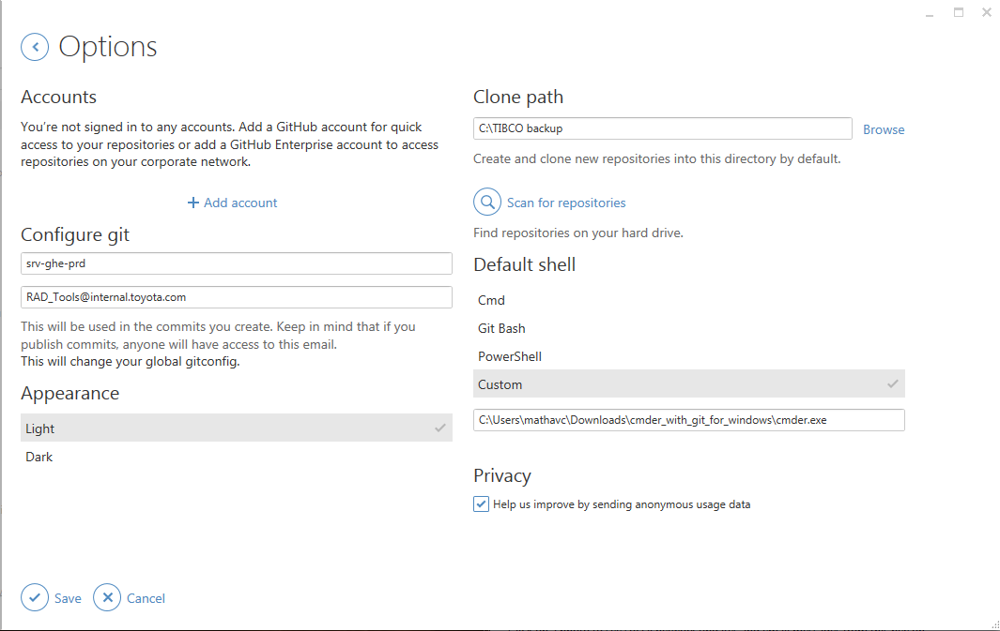 Options
Accounts
You're not signed in to any accounts. Add a GitHub account for quick
access to your repositories or add a GitHub Enterprise account to access
repositories on your corporate network.
+ Add account
Configure git
srv-ghe-prd
RAD_Tools@internal.toyota.com
This will be used in the commits you create. Keep in mind that if you
publish commits, anyone will have access to this email.
This will change your global gitconfig.
Appearance
Light
Dark
Clone path
C:\TIBCO backup
Browse
Create and clone new repositories into this directory by default.
Scan for repositories
Find repositories on your hard drive.
Default shell
Cmd
Git Bash
PowerShell
Custom
C:\Users\mathavc\Downloads\cmder_with_git_for_windows\cmder.exe
Privacy
Help us improve by sending anonymous usage data
Save
Cancel